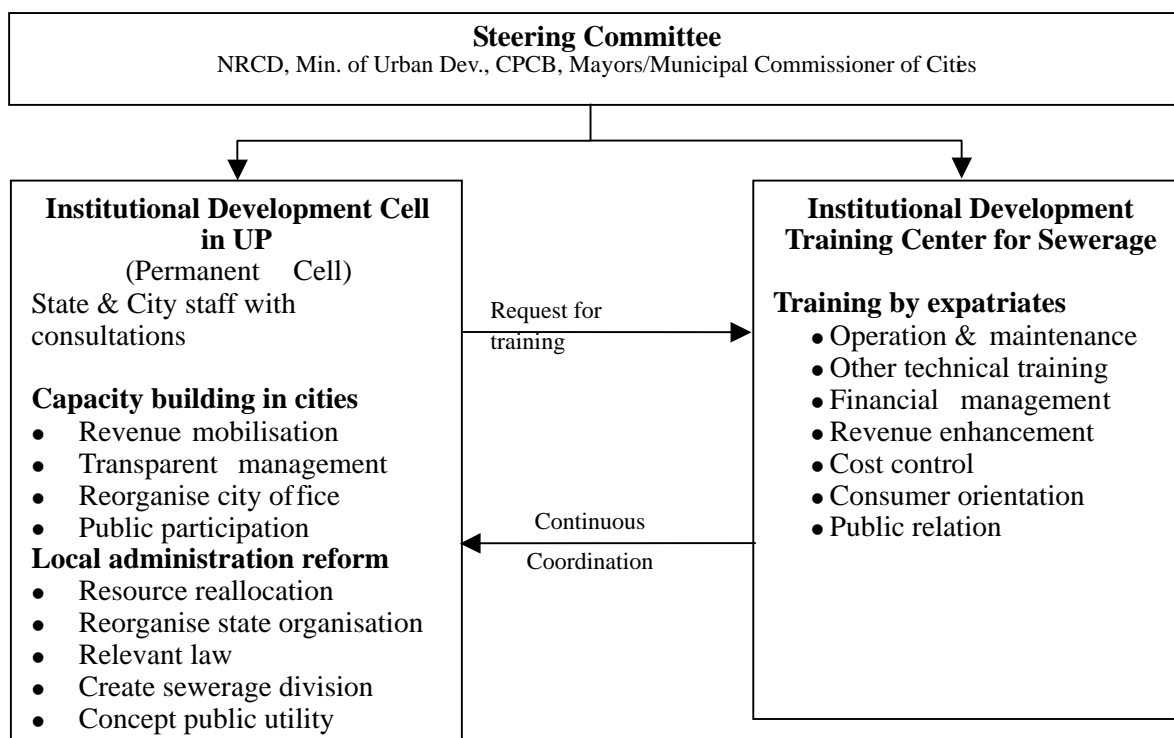 Steering Committee
NRCD, Min. of Urban Dev., CPCB, Mayors/Municipal Commissioner of Cities
Institutional Development Cell
in UP
(Permanent Cell)
State & City staff with
consultations
Capacity building in cities
● Revenue mobilisation
● Transparent management
● Reorganise city office
● Public participation
Local administration reform
● Resource reallocation
● Reorganise state organisation
● Relevant law
● Create sewerage division
● Concept public utility
Request for
training
Continuous
Coordination
Institutional Development
Training Center for Sewerage
Training by expatriates
● Operation & maintenance
● Other technical training
● Financial management
● Revenue enhancement
● Cost control
● Consumer orientation
● Public relation